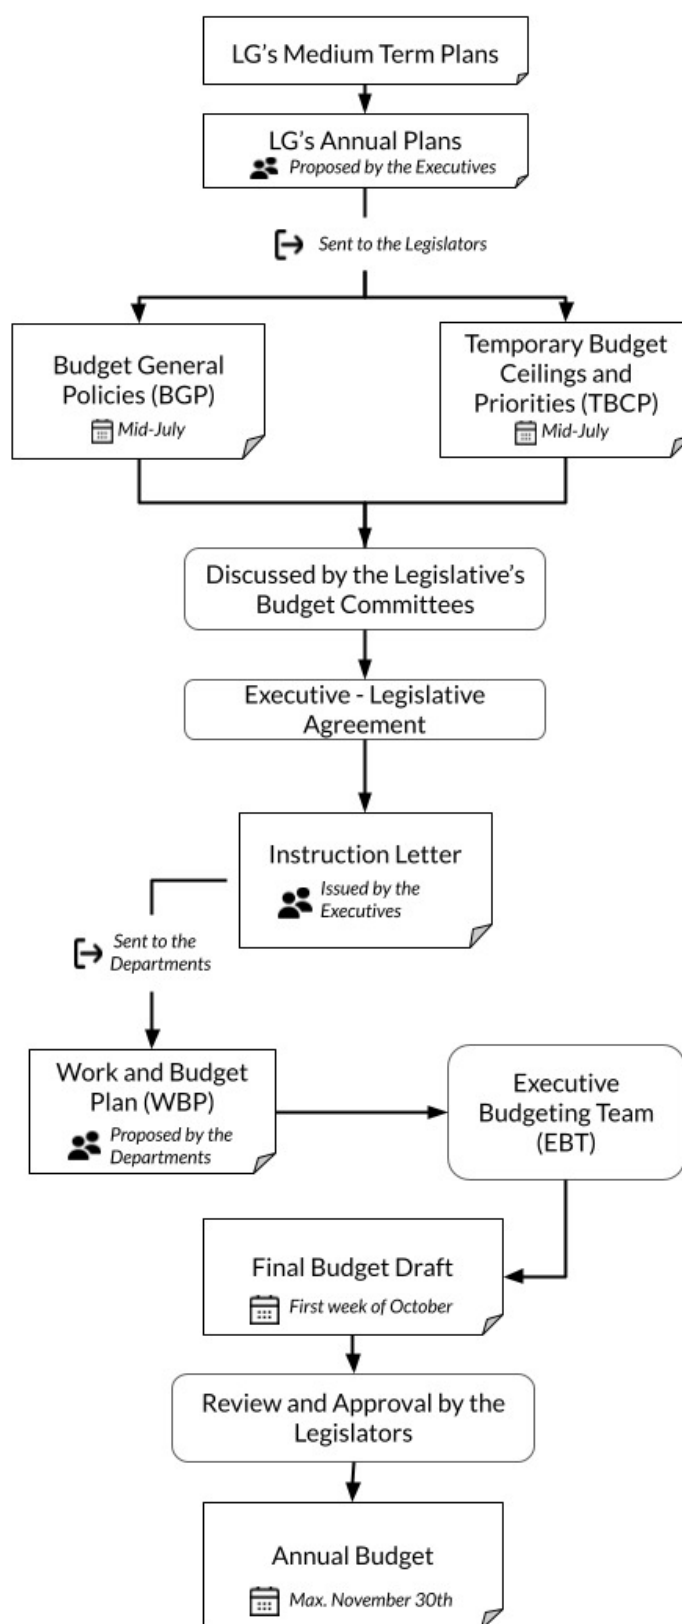 LG's Medium Term Plans
LG's Annual Plans
Proposed by the Executives
Sent to the Legislators
Budget General
Policies (BGP)
Mid-July
Temporary Budget
Ceilings and
Priorities (TBCP)
Mid-July
Discussed by the Legislative's
Budget Committees
Executive - Legislative
Agreement
Instruction Letter
Issued by the
Executives
Sent to the
Departments
Work and Budget
Plan (WBP)
Proposed by the
Departments
Executive
Budgeting Team
(EBT)
Final Budget Draft
First week of October
Review and Approval by the
Legislators
Annual Budget
Max. November 30th